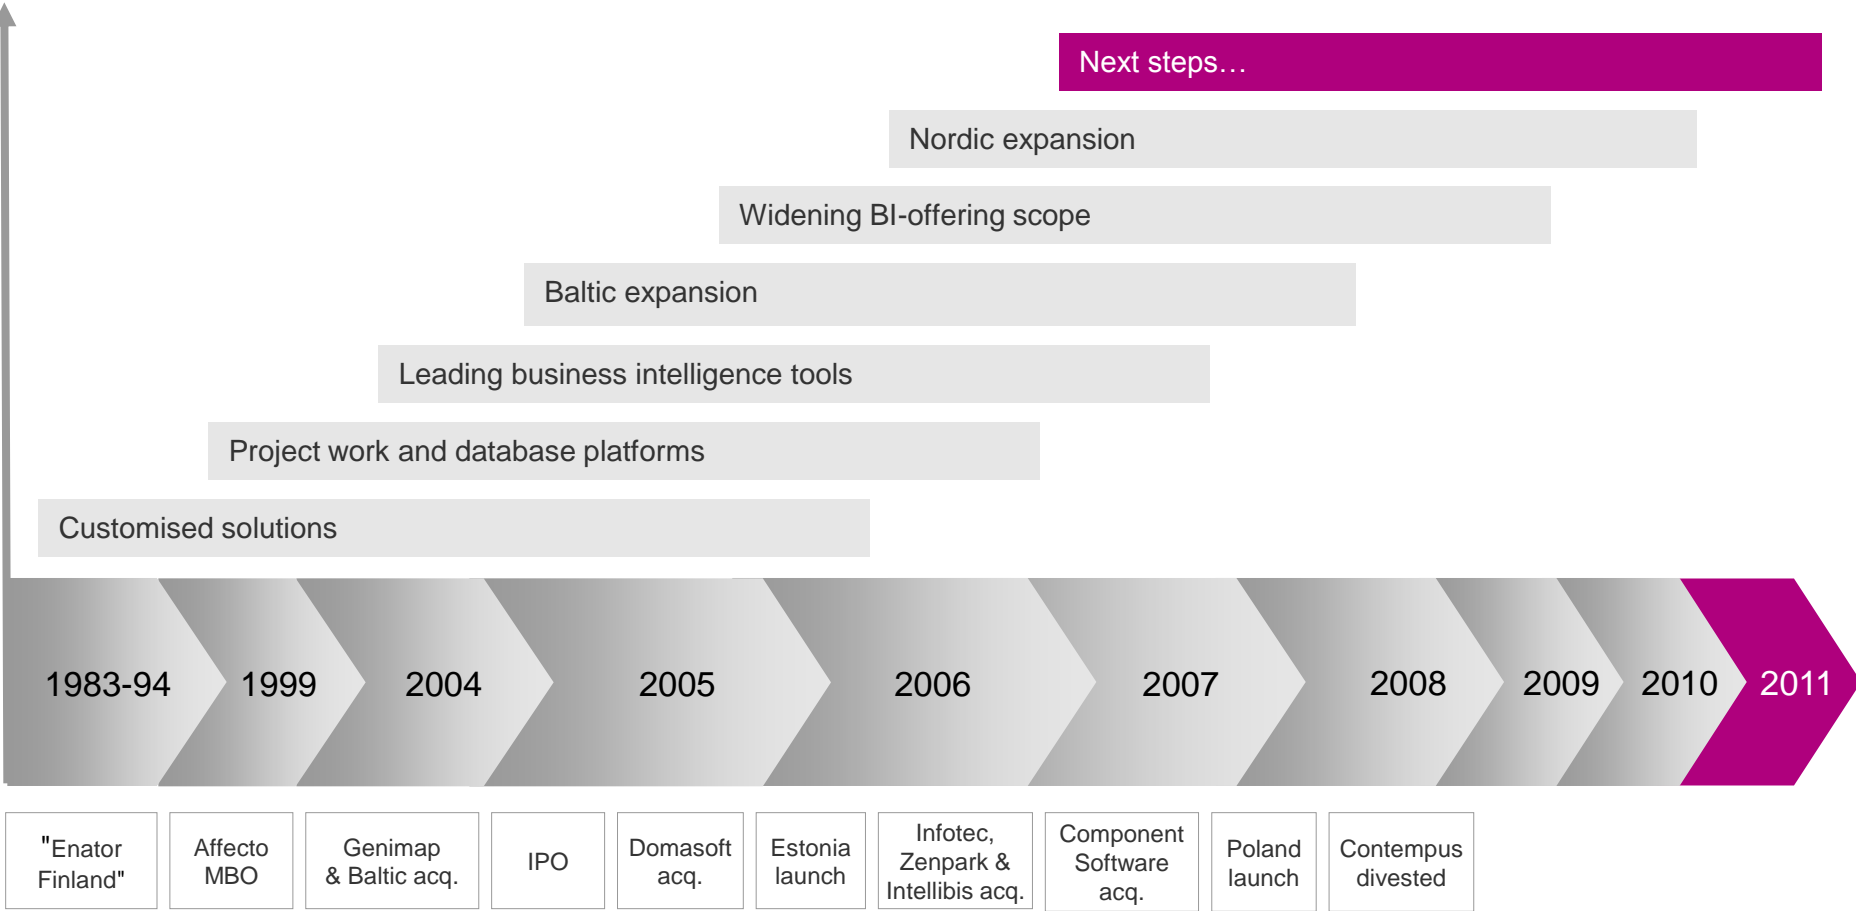 Next steps…
Nordic expansion
Widening BI-offering scope
Baltic expansion
Leading business intelligence tools
Project work and database platforms
Customised solutions
1983-94
1999
2004
2005
2006
2007
2008
2009
2010
2011
"Enator
Finland"
Affecto
MBO
Genimap
& Baltic acq.
IPO
Domasoft
acq.
Estonia
launch
Infotec,
Zenpark &
Intellibis acq.
Component
Software
acq.
Poland
launch
Contempus
divested